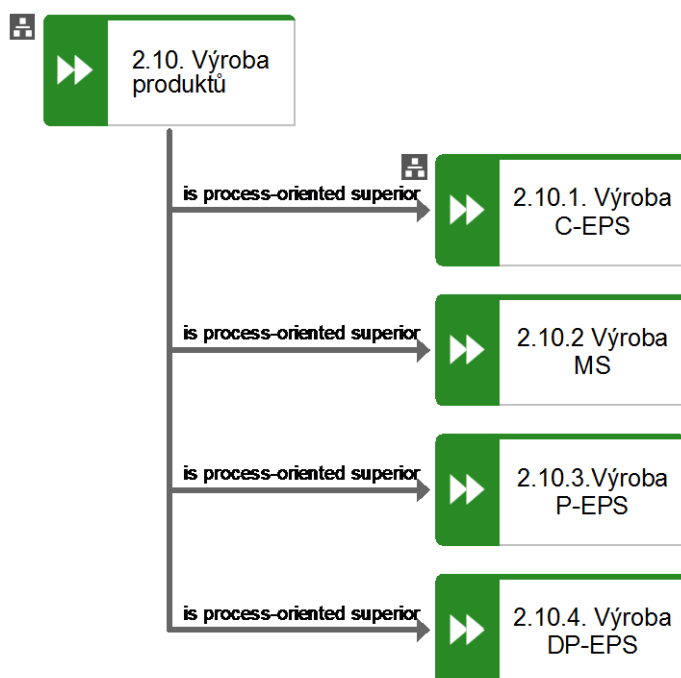 2.10. Výroba
produktů
is process-oriented superior
2.10.1. Výroba
C-EPS
is process-oriented superior
2.10.2 Výroba
MS
is process-oriented superior
2.10.3.Výroba
P-EPS
is process-oriented superior
2.10.4. Výroba
DP-EPS